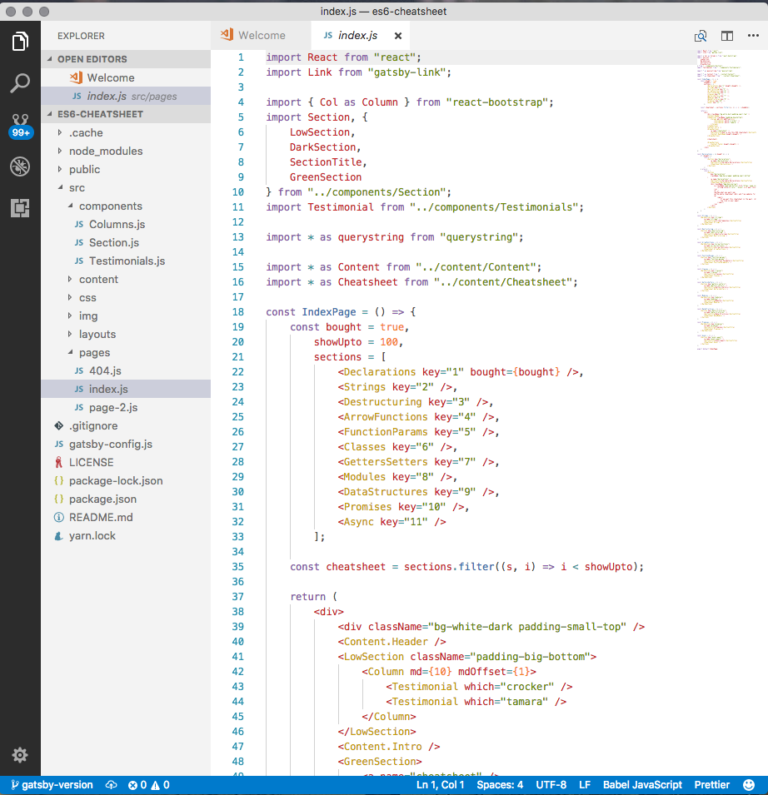 index.js — es6-cheatsheet
EXPLORER
OPEN EDITORS
Welcome
index.js src/pages
ES6-CHEATSHEET
.cache
node_modules
public
src
components
Columns.js
Section.js
Testimonials.js
content
css
img
layouts
pages
404.js
index.js
page-2.js
.gitignore
gatsby-config.js
LICENSE
package-lock.json
package.json
README.md
yarn.lock
99+
Welcome
JS index.js
1 import React from "react";
2 import Link from "gatsby-link";
3
4 import { Col as Column } from "react-bootstrap";
5 import Section, {
6 LowSection,
7 DarkSection,
8 SectionTitle,
9 GreenSection
10 } from "../components/Section";
11 import Testimonial from "../components/Testimonials";
12
13 import * as querystring from "querystring";
14
15 import * as Content from "../content/Content";
16 import * as Cheatsheet from "../content/Cheatsheet";
17
18 const IndexPage = () => {
19 const bought = true,
20 showUpto = 100,
21 sections = [
22 <Declarations key="1" bought={bought} />,
23 <Strings key="2" />,
24 <Destructuring key="3" />,
25 <ArrowFunctions key="4" />,
26 <FunctionParams key="5" />,
27 <Classes key="6" />,
28 <GettersSetters key="7" />,
29 <Modules key="8" />,
30 <DataStructures key="9" />,
31 <Promises key="10" />,
32 <Async key="11" />
33 ];
34
35 const cheatsheet = sections.filter((s, i) => i < showUpto);
36
37 return (
38 <div>
39 <div className="bg-white-dark padding-small-top" />
40 <Content.Header />
41 <LowSection className="padding-big-bottom">
42 <Column md={10} mdOffset={1}>
43 <Testimonial which="crocker" />
44 <Testimonial which="tamara" />
45 </Column>
46 </LowSection>
47 <Content.Intro />
48 <GreenSection>
gatsby-version 0 0 Ln 1, Col 1 Spaces: 4 UTF-8 LF Babel JavaScript Prettier